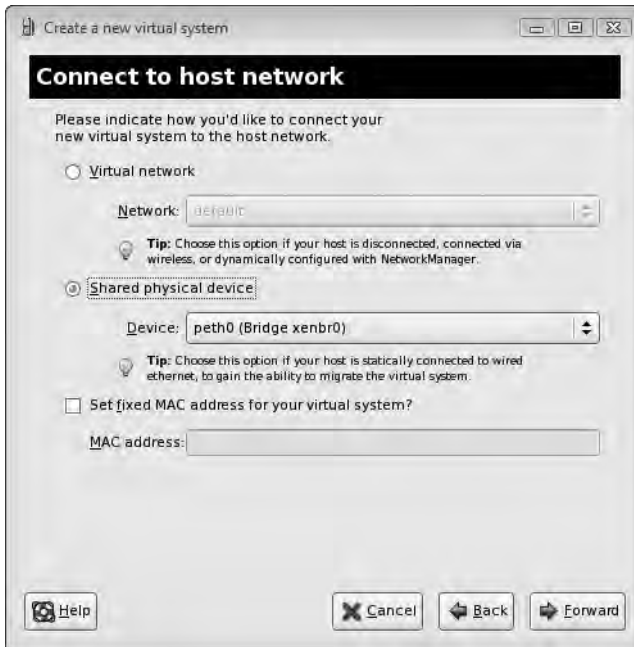 Create a new virtual system
Connect to host network
Please indicate how you'd like to connect your
new virtual system to the host network.
Virtual network
Network: default
Tip: Choose this option if your host is disconnected, connected via
wireless, or dynamically configured with NetworkManager.
Shared physical device
Device: peth0 (Bridge xenbr0)
Tip: Choose this option if your host is statically connected to wired
ethernet, to gain the ability to migrate the virtual system.
Set fixed MAC address for your virtual system?
MAC address:
Help Cancel Back Forward